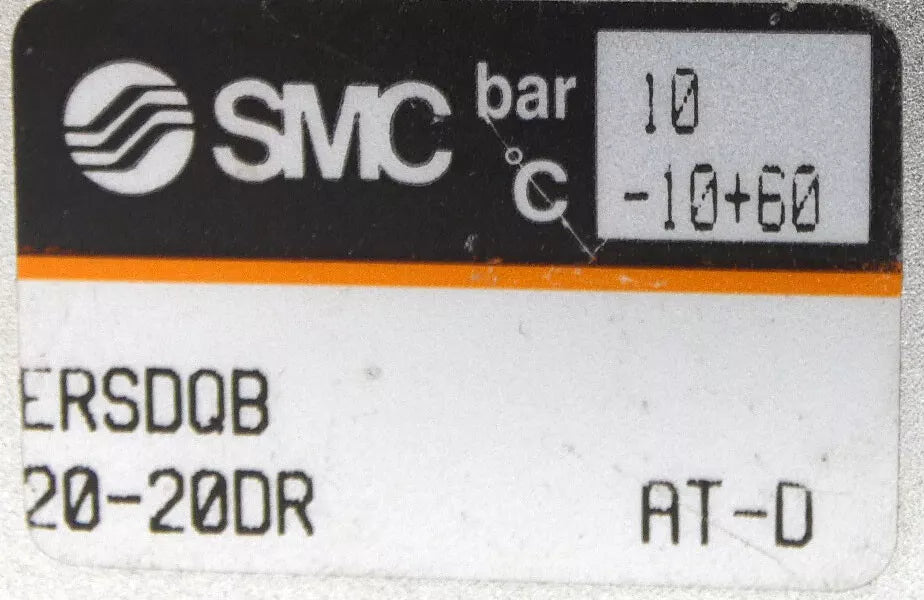 SMC bar 10
°C -10+60
ERSDQB
20-20DR AT-D